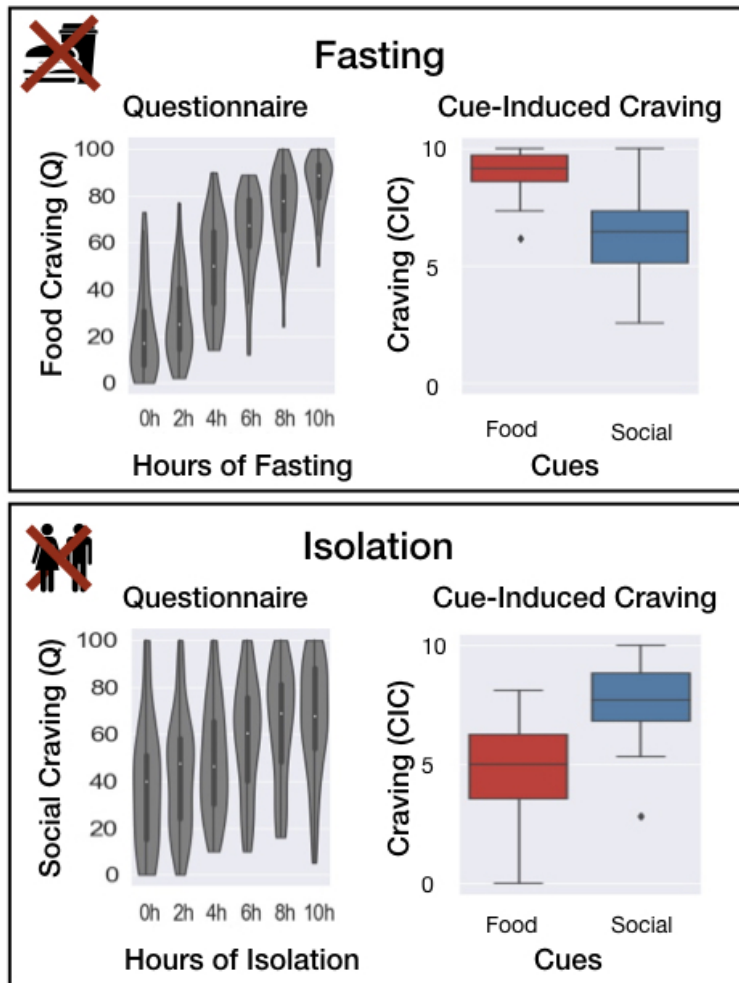 Fasting
Questionnaire
Cue-Induced Craving
Food Craving (Q)
100
80
60
40
20
0
0h 2h 4h 6h 8h 10h
Hours of Fasting
Craving (CIC)
10
5
0
Food Social
Cues
Isolation
Questionnaire
Cue-Induced Craving
Social Craving (Q)
100
80
60
40
20
0
0h 2h 4h 6h 8h 10h
Hours of Isolation
Craving (CIC)
10
5
0
Food Social
Cues